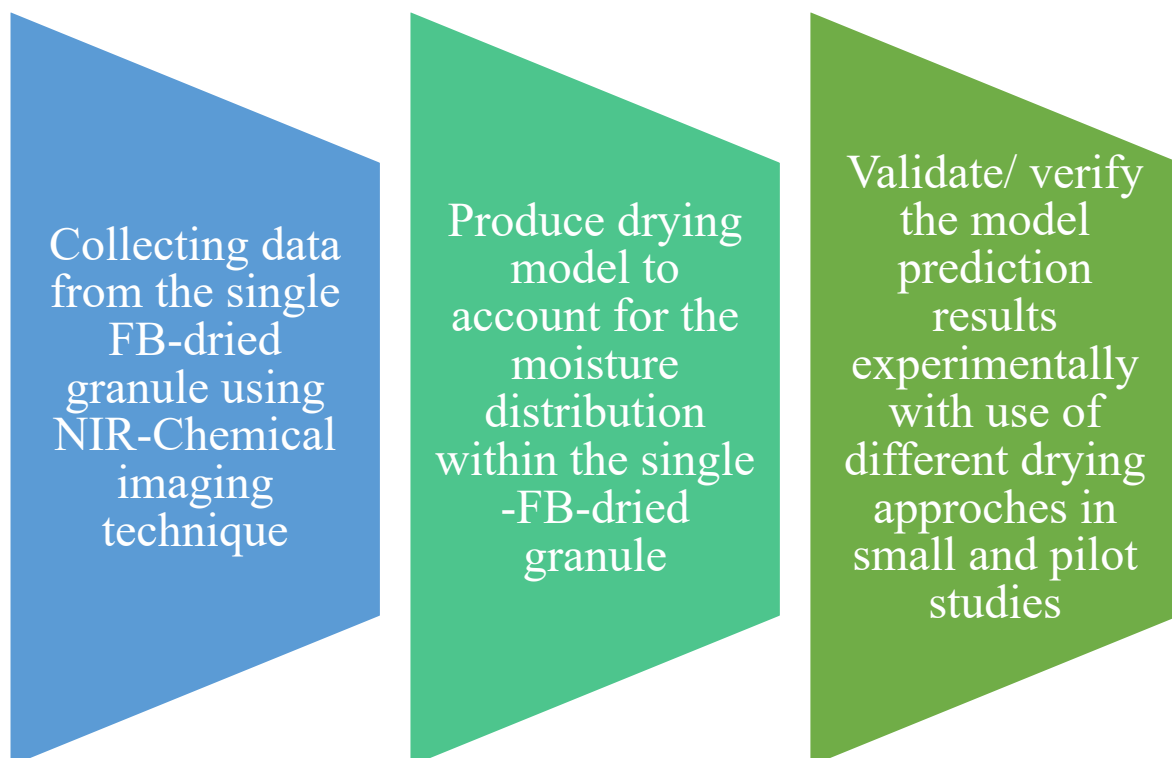 Collecting data
from the single
FB-dried
granule using
NIR-Chemical
imaging
technique
Produce drying
model to
account for the
moisture
distribution
within the single
-FB-dried
granule
Validate/ verify
the model
prediction
results
experimentally
with use of
different drying
approches in
small and pilot
studies